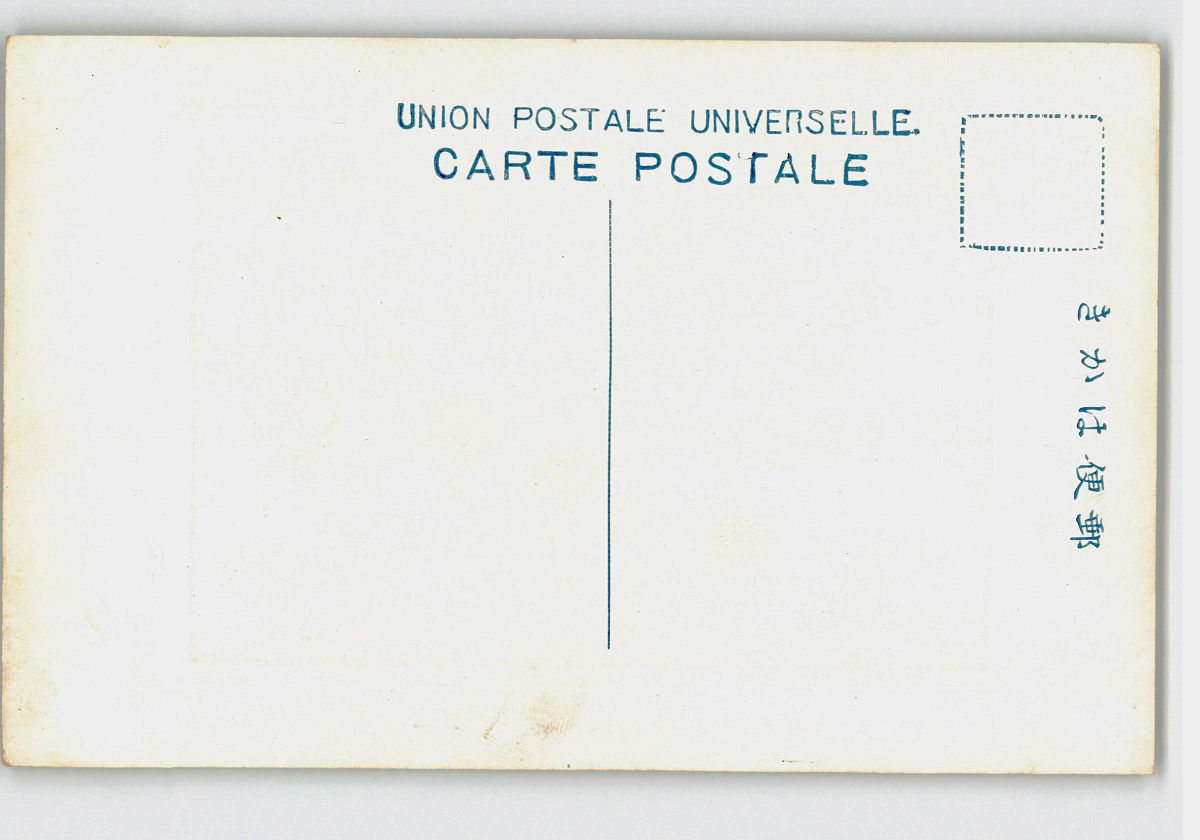 UNION POSTALE UNIVERSELLE.
CARTE POSTALE
郵便はかき